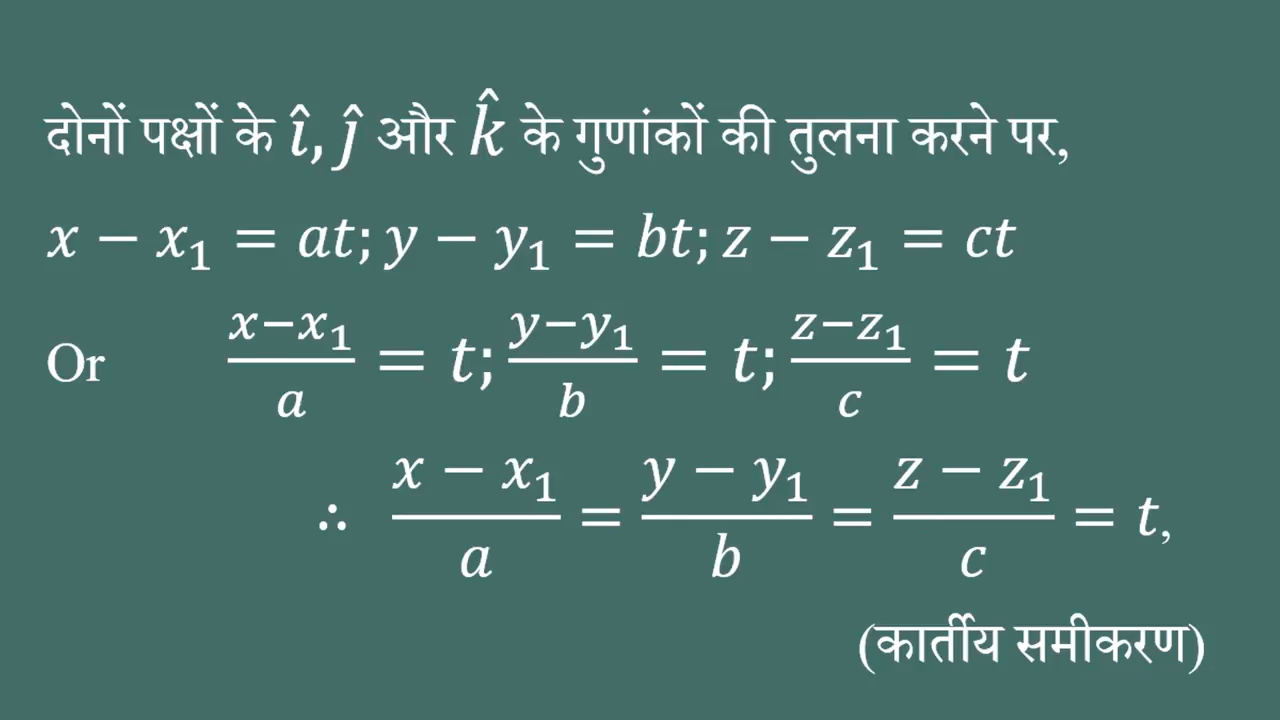 दोनों पक्षों के î, ĵ और k̂ के गुणांकों की तुलना करने पर,
x − x₁ = at; y − y₁ = bt; z − z₁ = ct
Or (x−x₁)/a = t; (y−y₁)/b = t; (z−z₁)/c = t
∴ (x − x₁)/a = (y − y₁)/b = (z − z₁)/c = t,
(कार्तीय समीकरण)